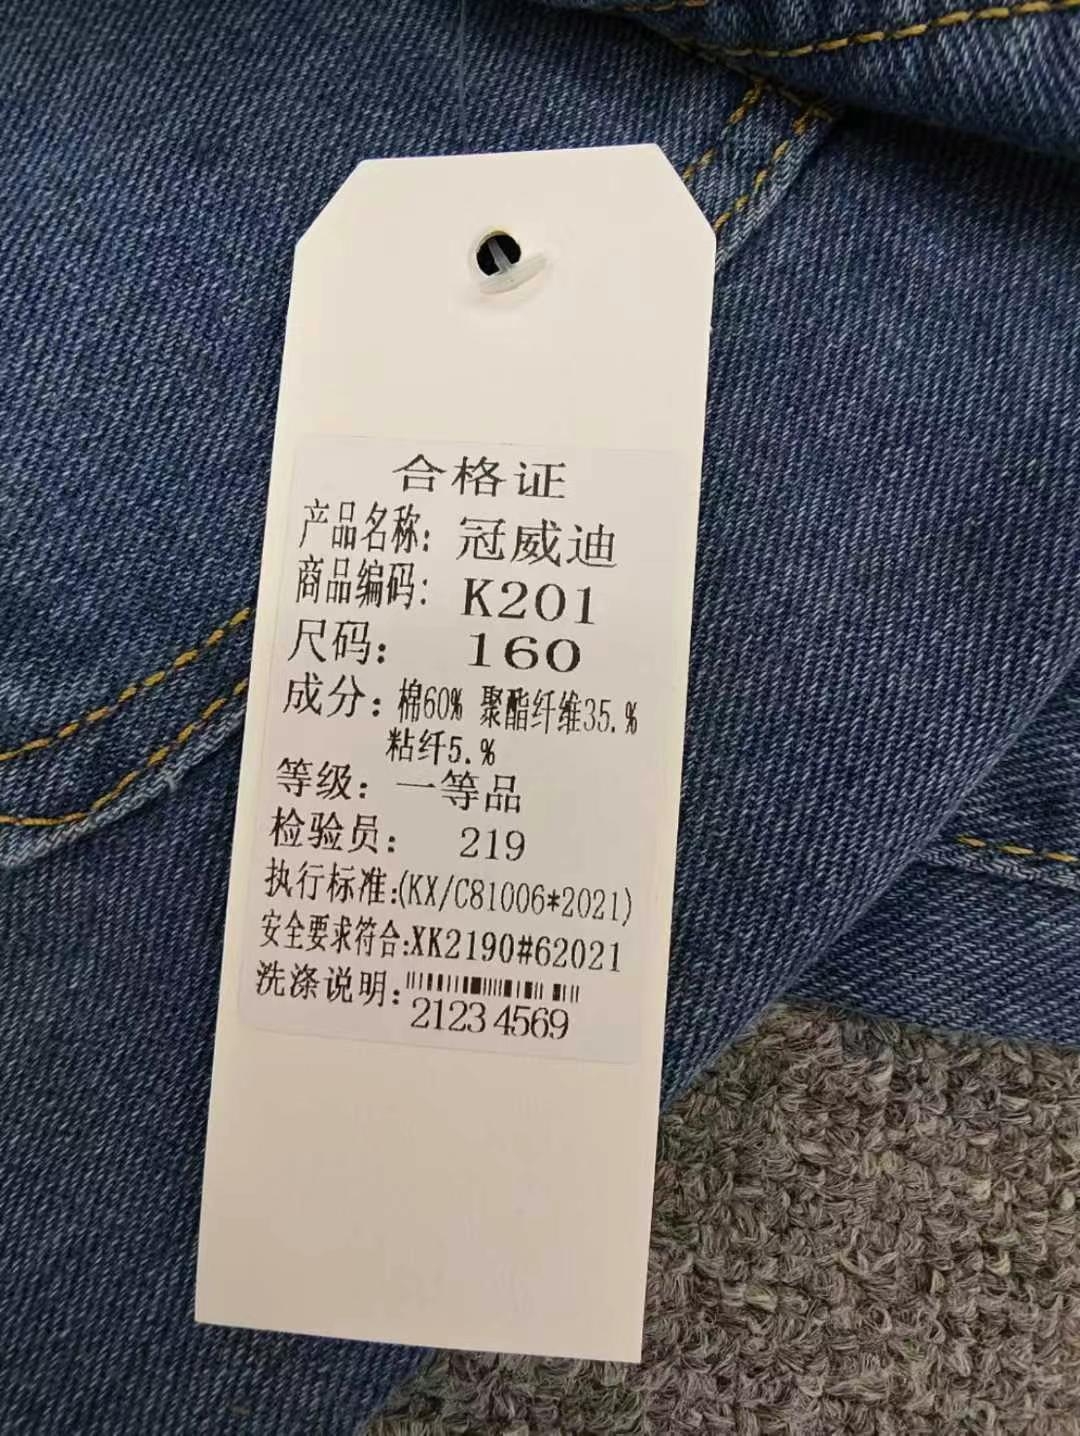 合格证
产品名称: 冠威迪
商品编码: K201
尺码: 160
成分: 棉60% 聚酯纤维35.%
粘纤5.%
等级: 一等品
检验员: 219
执行标准:(KX/C81006*2021)
安全要求符合:XK2190#62021
洗涤说明:
21234569